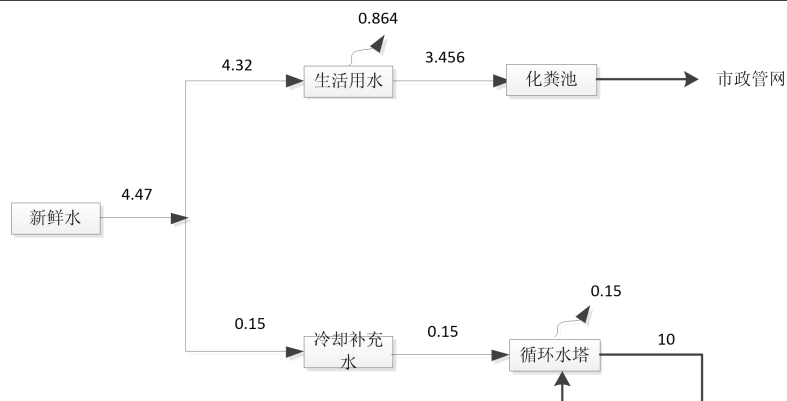 0.864
4.32
生活用水
3.456
化粪池
市政管网
4.47
新鲜水
0.15
0.15
冷却补充
水
0.15
循环水塔
10